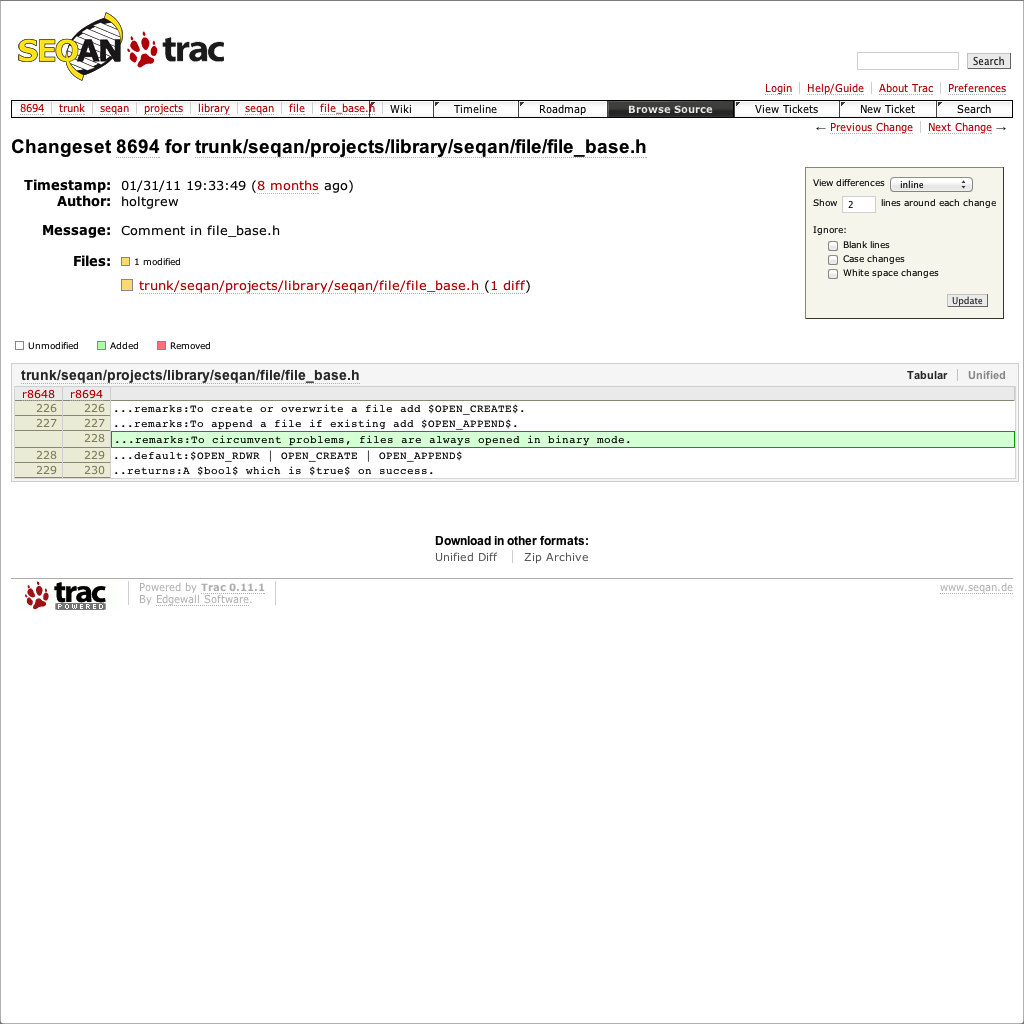 SEQAN trac
Search
Login Help/Guide About Trac Preferences
8694 trunk seqan projects library seqan file file_base.h Wiki Timeline Roadmap Browse Source View Tickets New Ticket Search
← Previous Change Next Change →
Changeset 8694 for trunk/seqan/projects/library/seqan/file/file_base.h
Timestamp: 01/31/11 19:33:49 (8 months ago)
Author: holtgrew
Message: Comment in file_base.h
Files: 1 modified
trunk/seqan/projects/library/seqan/file/file_base.h (1 diff)
View differences inline
Show 2 lines around each change
Ignore:
Blank lines
Case changes
White space changes
Update
Unmodified Added Removed
trunk/seqan/projects/library/seqan/file/file_base.h Tabular Unified
r8648 r8694
226 226 ...remarks:To create or overwrite a file add $OPEN_CREATE$.
227 227 ...remarks:To append a file if existing add $OPEN_APPEND$.
228 ...remarks:To circumvent problems, files are always opened in binary mode.
228 229 ...default:$OPEN_RDWR | OPEN_CREATE | OPEN_APPEND$
229 230 ..returns:A $bool$ which is $true$ on success.
Download in other formats:
Unified Diff Zip Archive
trac POWERED
Powered by Trac 0.11.1
By Edgewall Software.
www.seqan.de